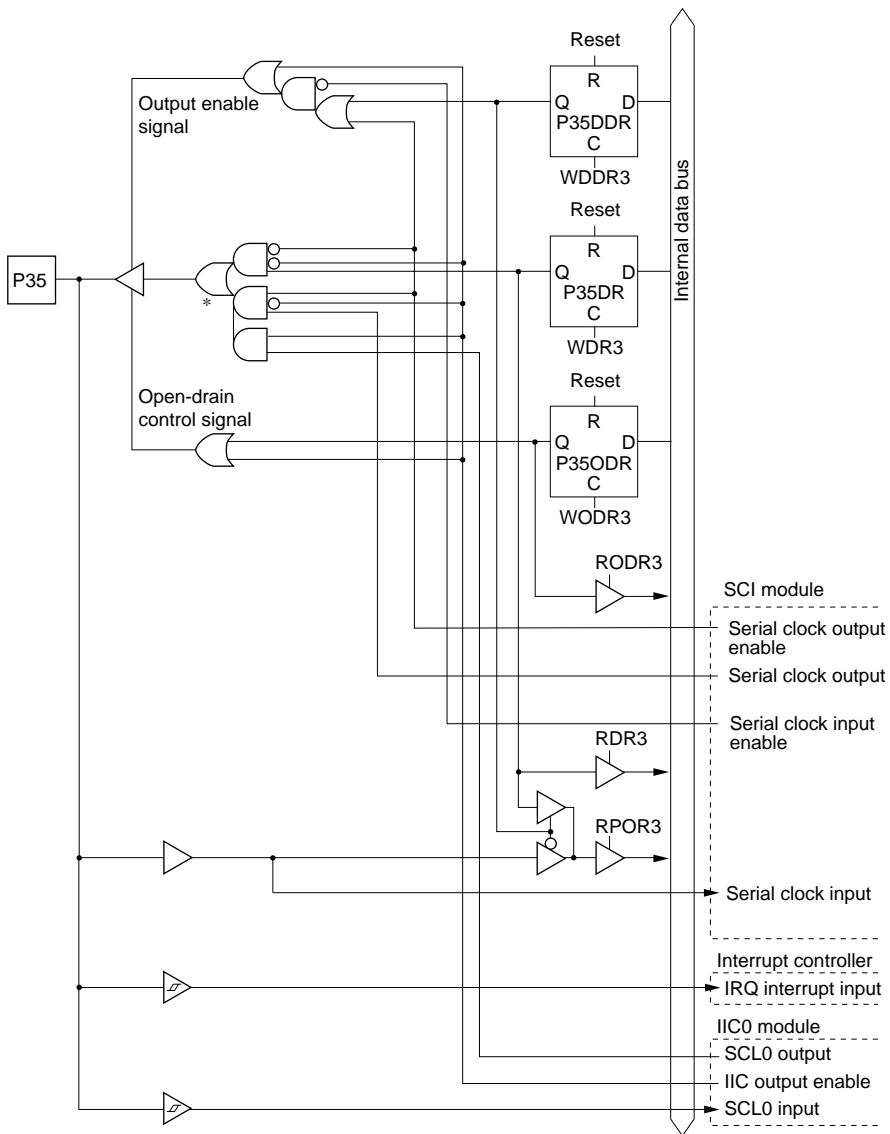 Reset
R
Q
D
P35DDR
C
WDDR3
Output enable
signal
Reset
R
Q
D
P35DR
C
WDR3
P35
*
Internal data bus
Open-drain
control signal
Reset
R
Q
D
P35ODR
C
WODR3
RODR3
SCI module
Serial clock output
enable
Serial clock output
Serial clock input
enable
RDR3
RPOR3
Serial clock input
Interrupt controller
IRQ interrupt input
IIC0 module
SCL0 output
IIC output enable
SCL0 input